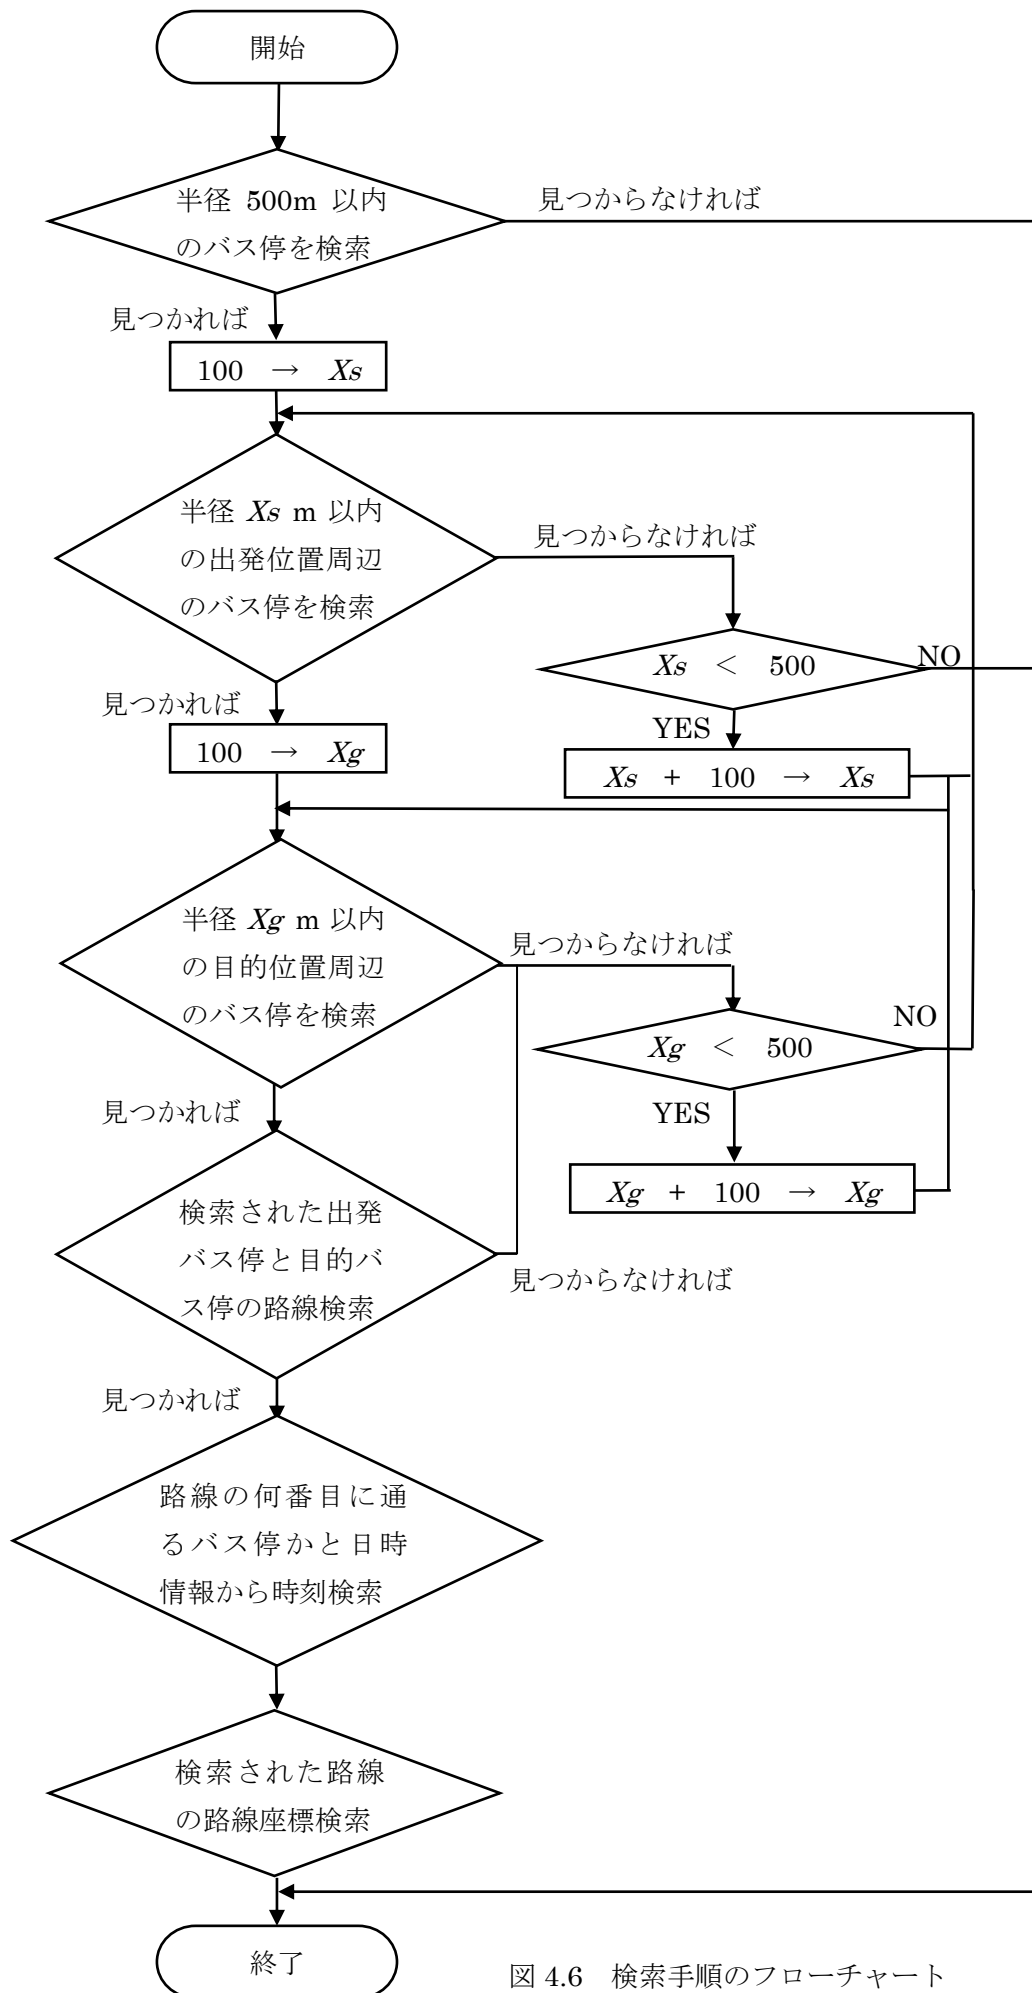 開始
半径 500m 以内
のバス停を検索
見つからなければ
見つかれば
100 → Xs
半径 Xs m 以内
の出発位置周辺
のバス停を検索
見つからなければ
Xs < 500
NO
YES
Xs + 100 → Xs
見つかれば
100 → Xg
半径 Xg m 以内
の目的位置周辺
のバス停を検索
見つからなければ
Xg < 500
NO
YES
Xg + 100 → Xg
見つかれば
検索された出発
バス停と目的バ
ス停の路線検索
見つからなければ
見つかれば
路線の何番目に通
るバス停かと日時
情報から時刻検索
検索された路線
の路線座標検索
終了
図 4.6 検索手順のフローチャート